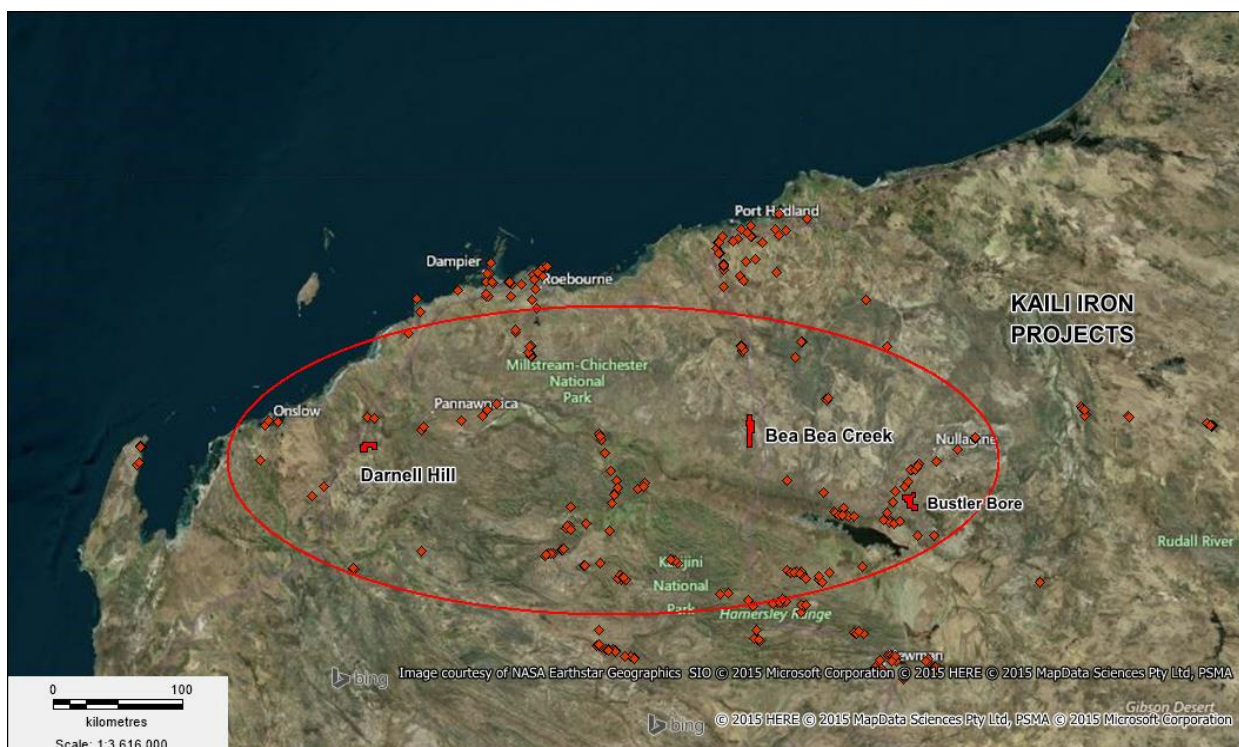 Port Hedland
Dampier
Roebourne
KAILI IRON
PROJECTS
Millstream-Chichester
National
Park
Onslow
Pannawonica
Bea Bea Creek
Nullagine
Darnell Hill
Bustler Bore
Rudall River
Karijini
National
Park
Hamersley Range
Newman
bing
Image courtesy of NASA Earthstar Geographics SIO © 2015 Microsoft Corporation © 2015 HERE © 2015 MapData Sciences Pty Ltd, PSMA
0 100
kilometres
Scale: 1:3,616,000
Gibson Desert
bing
© 2015 HERE © 2015 MapData Sciences Pty Ltd, PSMA © 2015 Microsoft Corporation